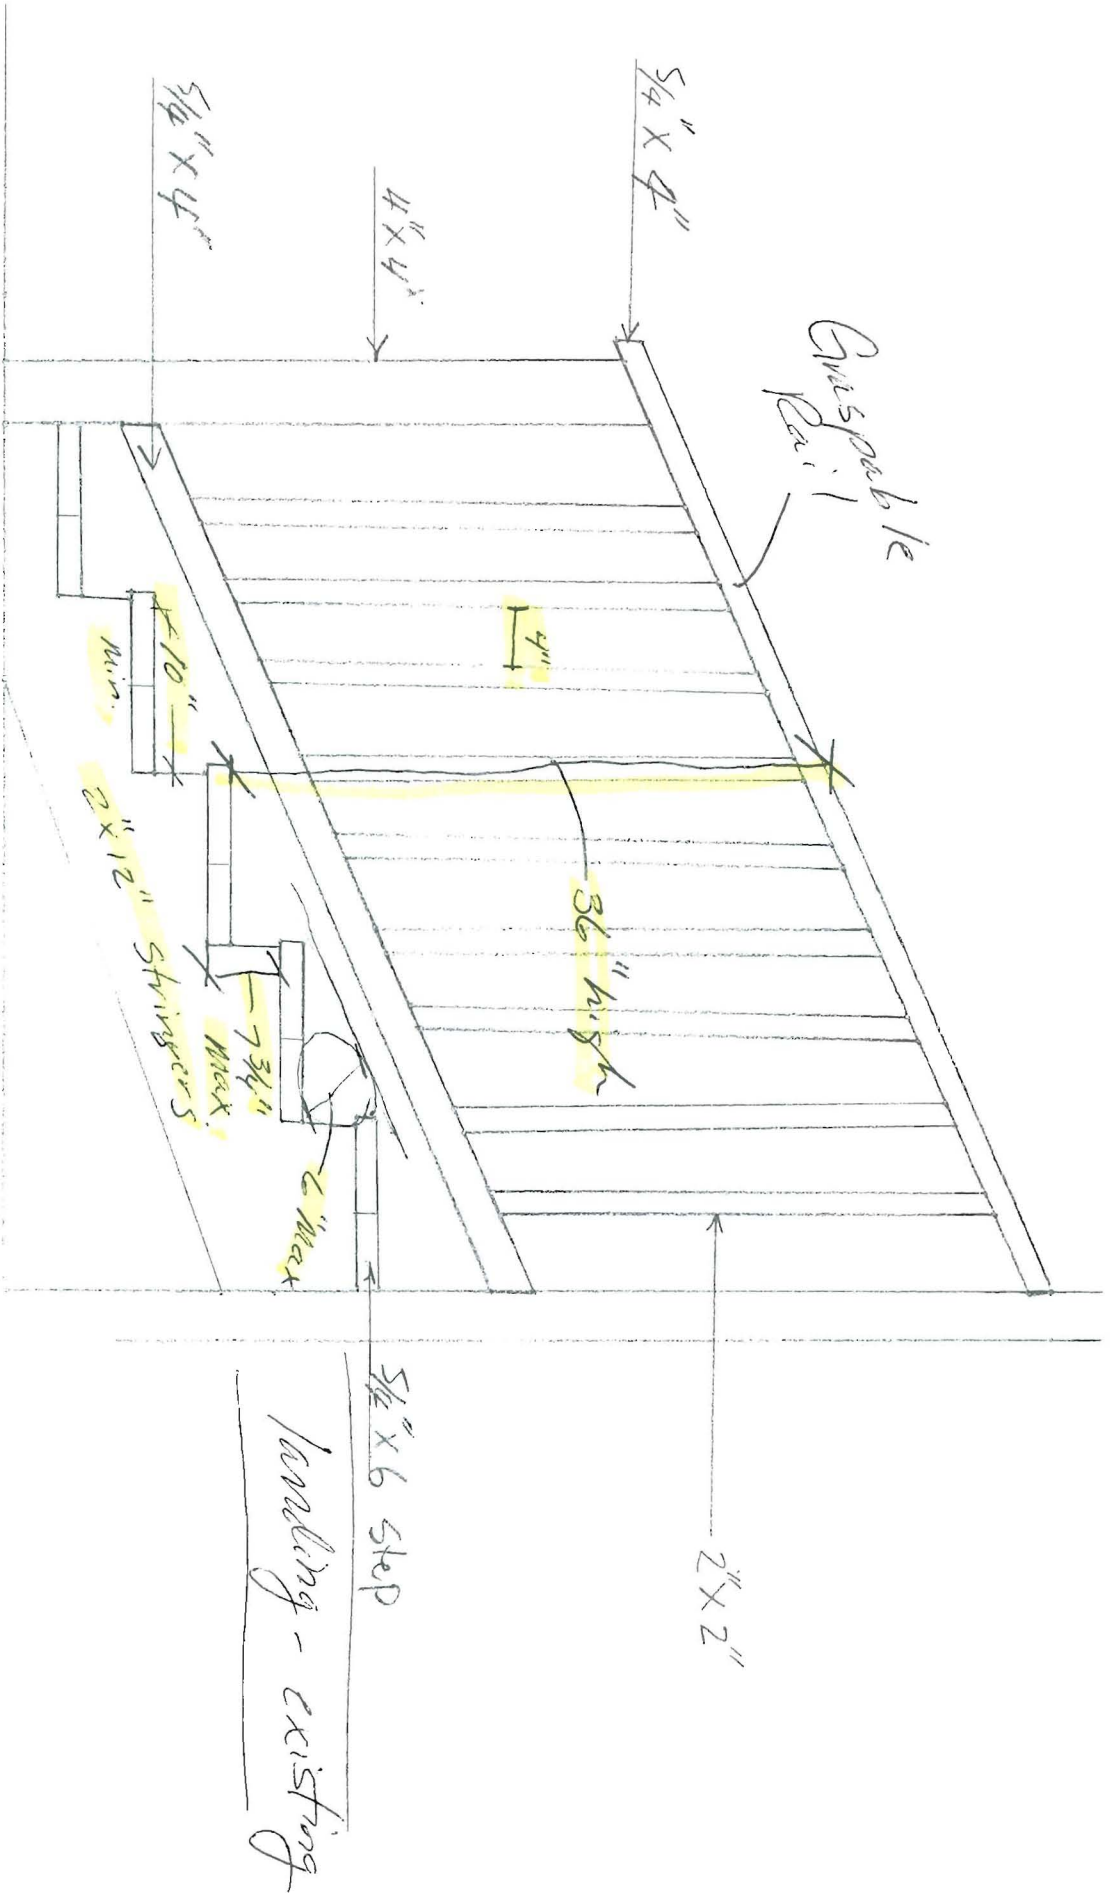 Graspable
Rail
5/4" x 4"
4" x 4"
5/4" x 4"
4"
36" high
2" x 2"
10"
min.
7 3/4"
Max.
6" Max
2" x 12" Stringers
5/4" x 6 Step
landing - existing